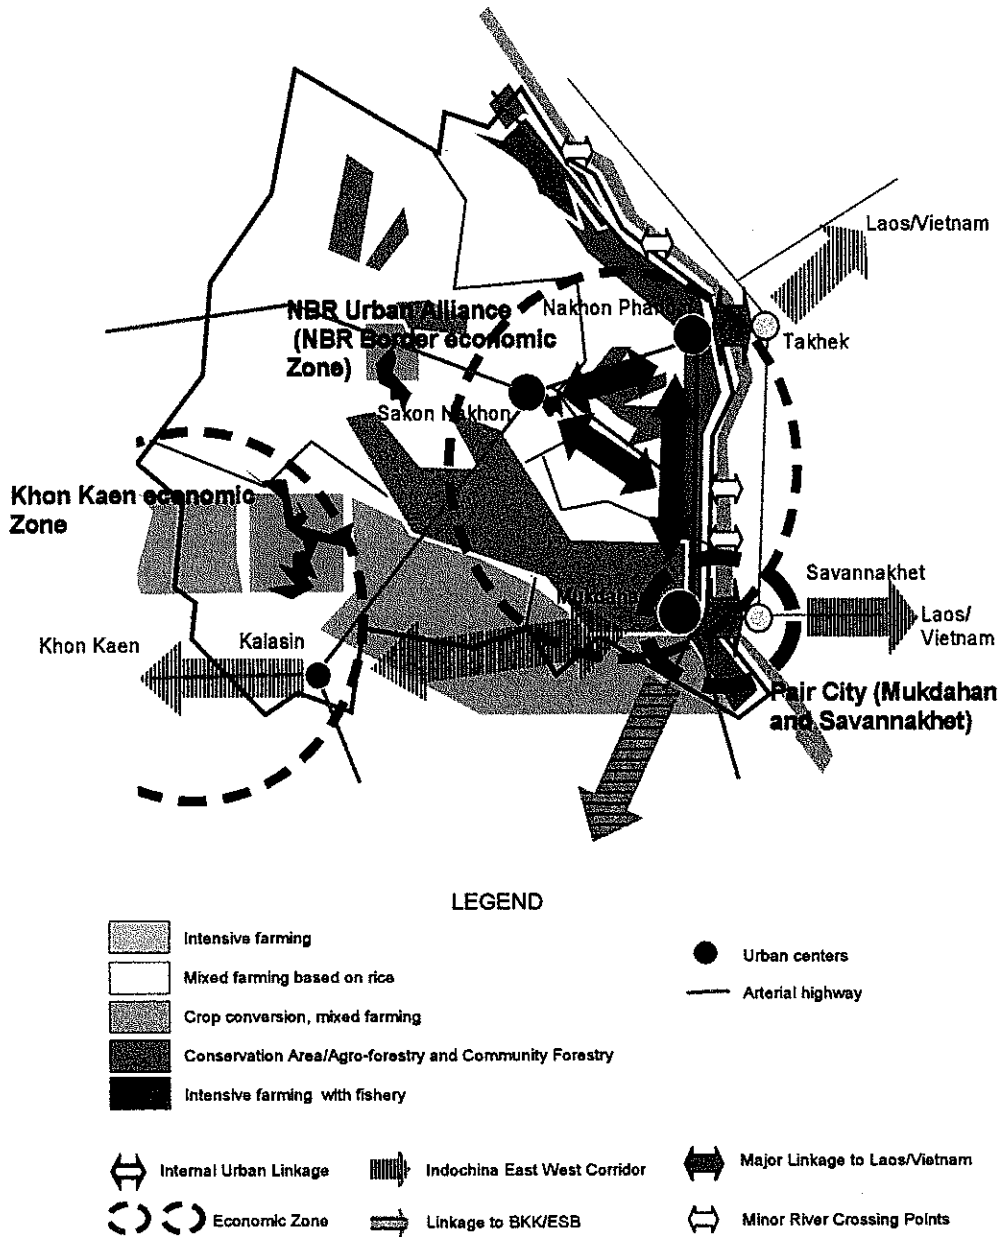 Laos/Vietnam
NBR Urban Alliance
(NBR Border economic
Zone)
Takhek
Sakon Nakhon
Khon Kaen economic
Zone
Savannakhet
Laos/
Vietnam
Khon Kaen
Kalasin
Pair City (Mukdahan
and Savannakhet)
LEGEND
Intensive farming
Mixed farming based on rice
Crop conversion, mixed farming
Conservation Area/Agro-forestry and Community Forestry
Intensive farming with fishery
Urban centers
Arterial highway
Internal Urban Linkage
Indochina East West Corridor
Major Linkage to Laos/Vietnam
Economic Zone
Linkage to BKK/ESB
Minor River Crossing Points